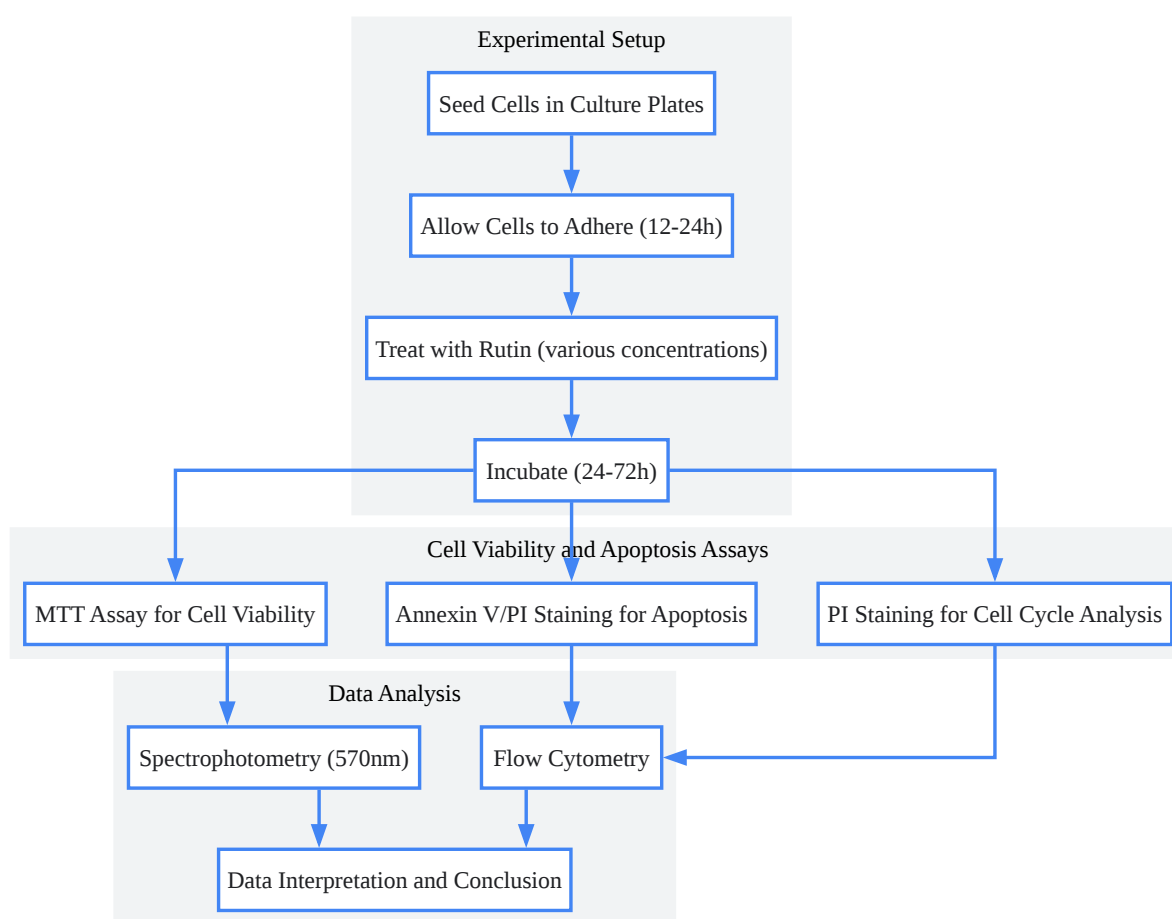 Experimental Setup
Seed Cells in Culture Plates
Allow Cells to Adhere (12-24h)
Treat with Rutin (various concentrations)
Incubate (24-72h)
Cell Viability and Apoptosis Assays
MTT Assay for Cell Viability
Annexin V/PI Staining for Apoptosis
PI Staining for Cell Cycle Analysis
Data Analysis
Spectrophotometry (570nm)
Flow Cytometry
Data Interpretation and Conclusion